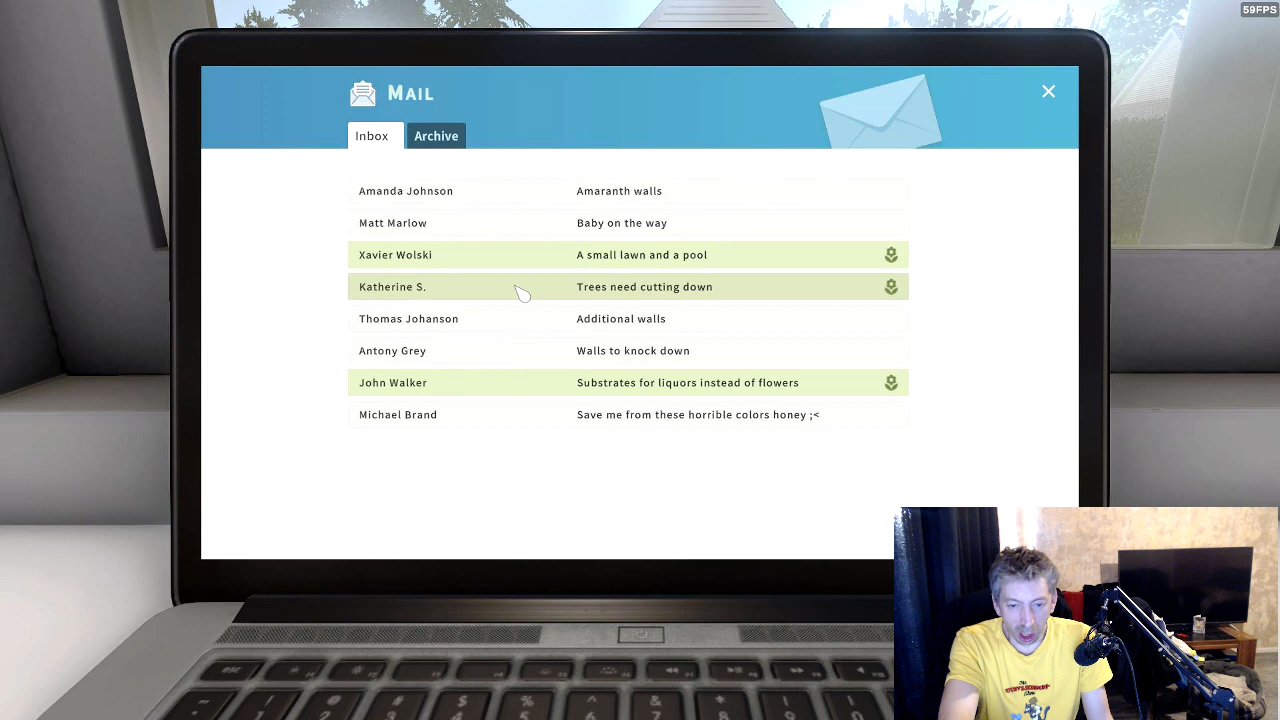 59FPS
MAIL
Inbox
Archive
Amanda Johnson Amaranth walls
Matt Marlow Baby on the way
Xavier Wolski A small lawn and a pool
Katherine S. Trees need cutting down
Thomas Johanson Additional walls
Antony Grey Walls to knock down
John Walker Substrates for liquors instead of flowers
Michael Brand Save me from these horrible colors honey ;<
esc